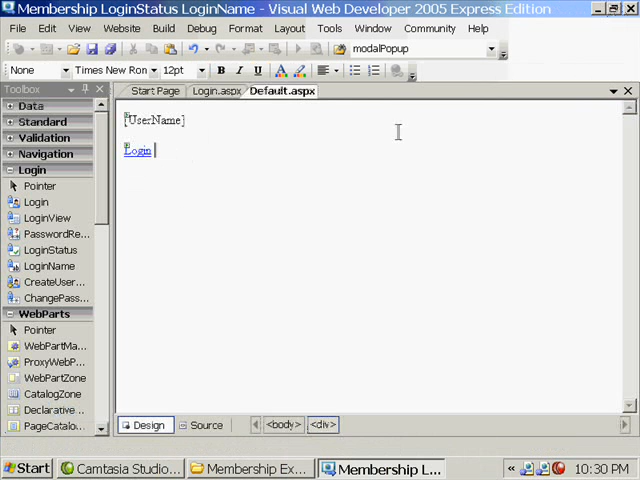 Membership LoginStatus LoginName - Visual Web Developer 2005 Express Edition
File Edit View Website Build Debug Format Layout Tools Window Community Help
modalPopup
None Times New Ron 12pt B I U A
Toolbox
Start Page Login.aspx Default.aspx
Data
Standard
Validation
Navigation
Login
Pointer
Login
LoginView
PasswordRe...
LoginStatus
LoginName
CreateUser...
ChangePass...
WebParts
Pointer
WebPartMa...
ProxyWebP...
WebPartZone
CatalogZone
Declarative...
PageCatalo...
[UserName]
Login
Design Source <body> <div>
Start Camtasia Studio... Membership Ex... Membership L... « 10:30 PM